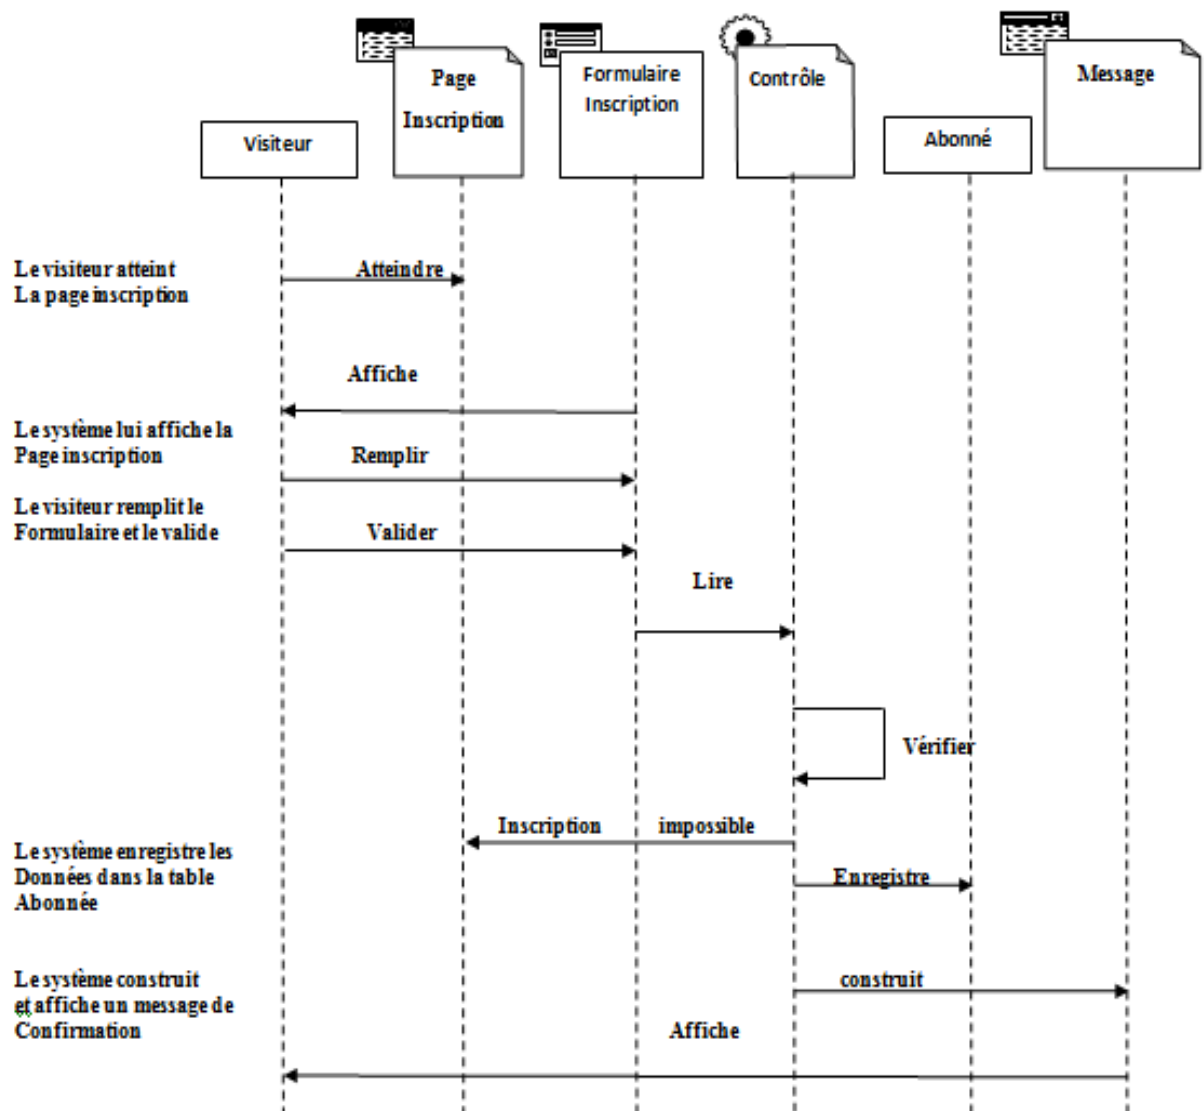 Page
Inscription
Formulaire
Inscription
Contrôle
Message
Visiteur
Abonné
Le visiteur atteint
La page inscription
Atteindre
Affiche
Le système lui affiche la
Page inscription
Remplir
Le visiteur remplit le
Formulaire et le valide
Valider
Lire
Vérifier
Inscription impossible
Le système enregistre les
Données dans la table
Abonnée
Enregistre
Le système construit
et affiche un message de
Confirmation
construit
Affiche